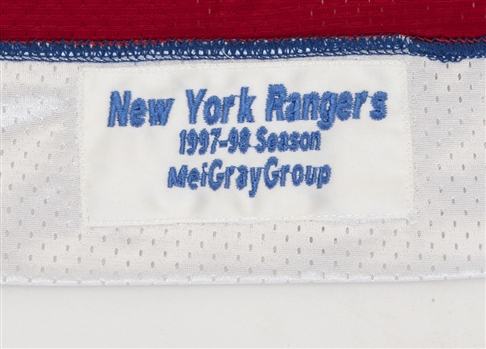 New York Rangers
1997-98 Season
MeiGrayGroup